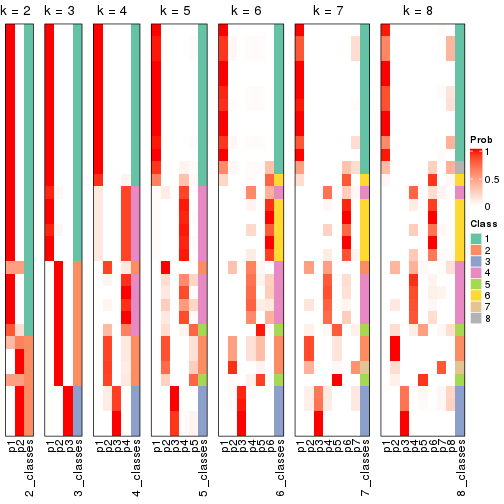 k = 2 k = 3 k = 4 k = 5 k = 6 k = 7 k = 8
Prob
1
0.5
0
Class
1
2
3
4
5
6
7
8
p1 p2 2_classes
p1 p2 p3 3_classes
p1 p2 p3 p4 4_classes
p1 p2 p3 p4 p5 5_classes
p1 p2 p3 p4 p5 p6 6_classes
p1 p2 p3 p4 p5 p6 p7 7_classes
p1 p2 p3 p4 p5 p6 p7 p8 8_classes